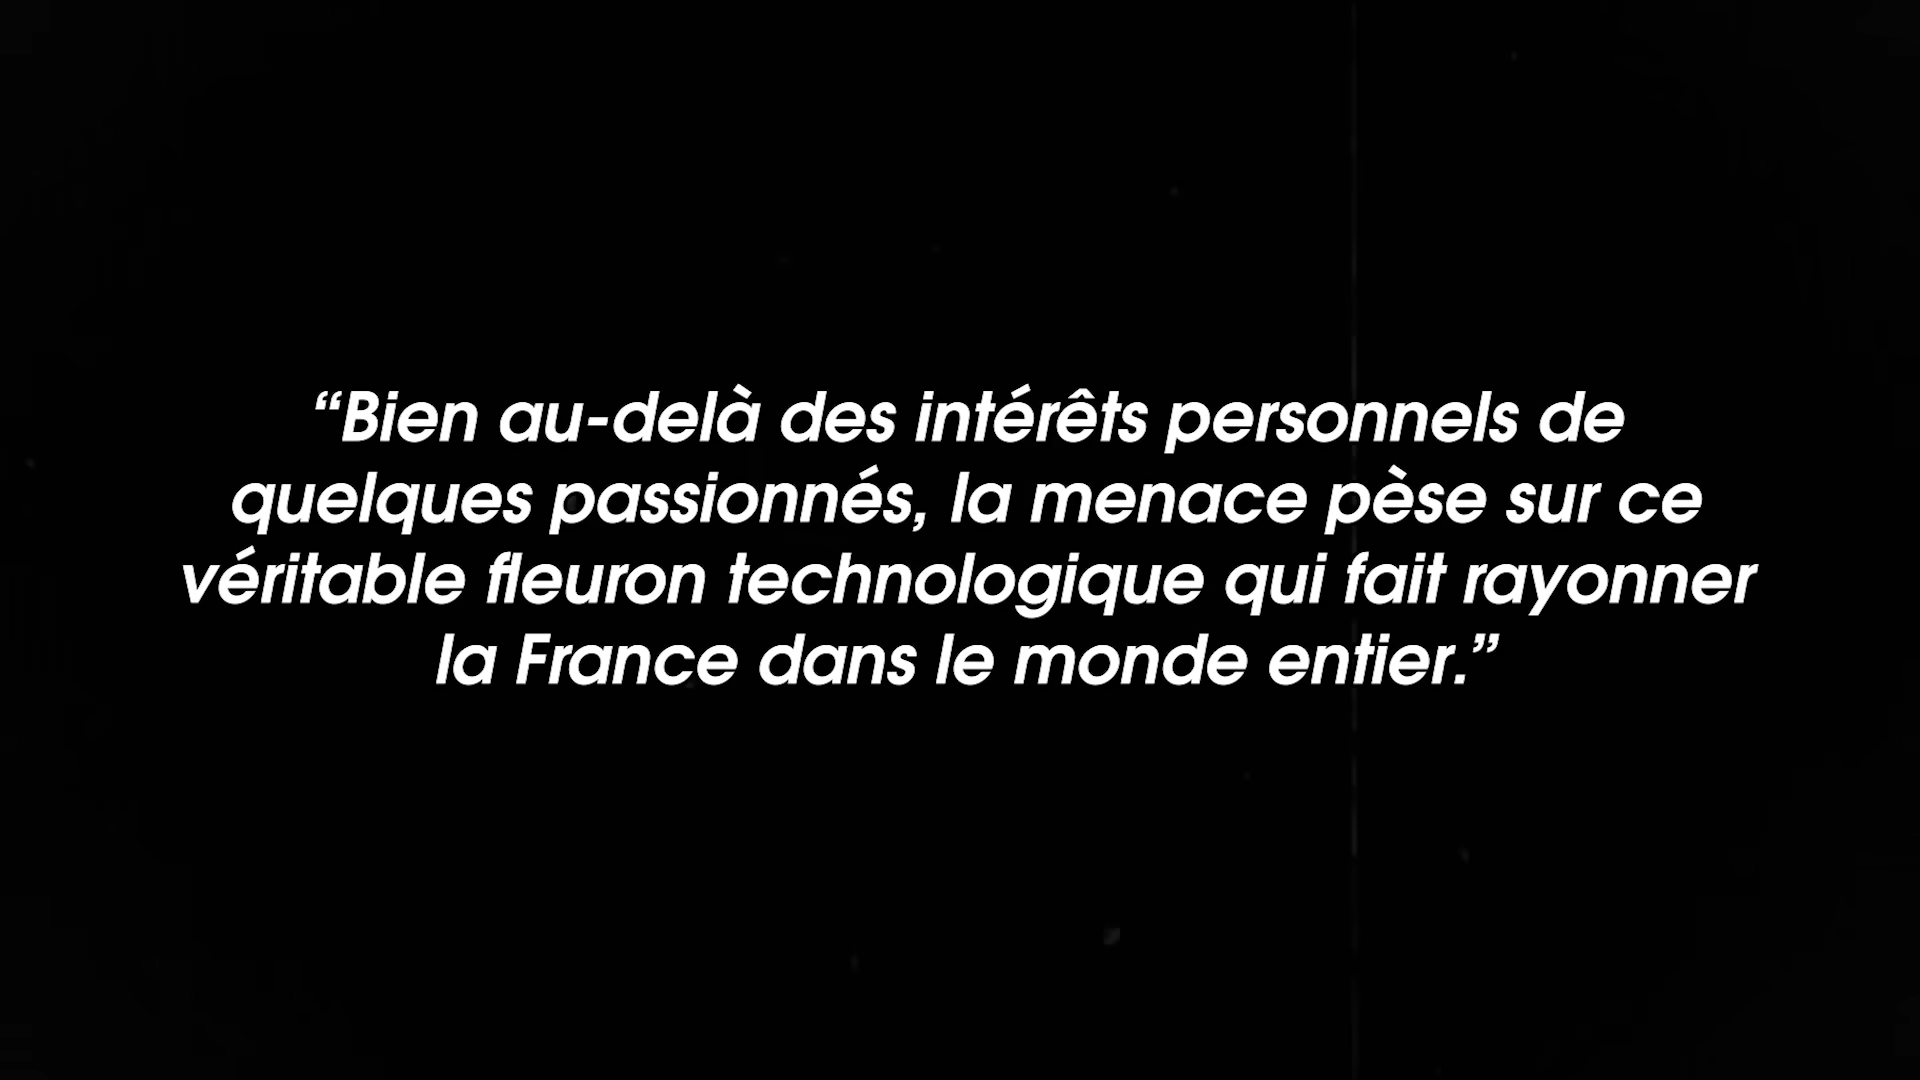 “Bien au-delà des intérêts personnels de
quelques passionnés, la menace pèse sur ce
véritable fleuron technologique qui fait rayonner
la France dans le monde entier.”